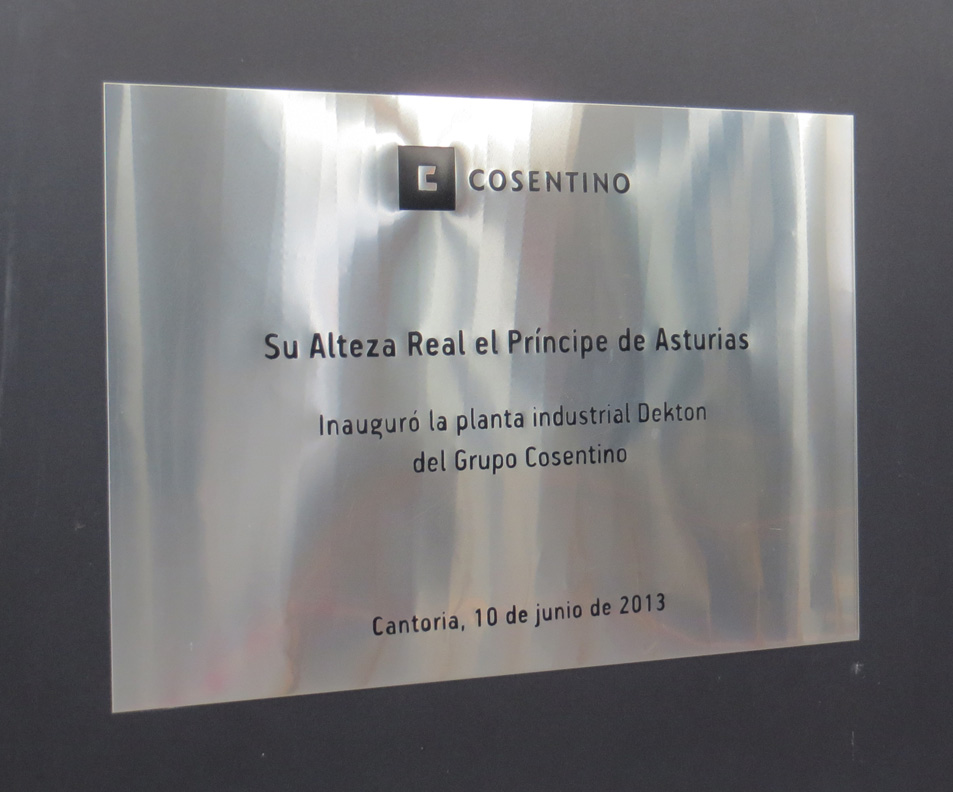 COSENTINO
Su Alteza Real el Príncipe de Asturias
Inauguró la planta industrial Dekton
del Grupo Cosentino
Cantoria, 10 de junio de 2013